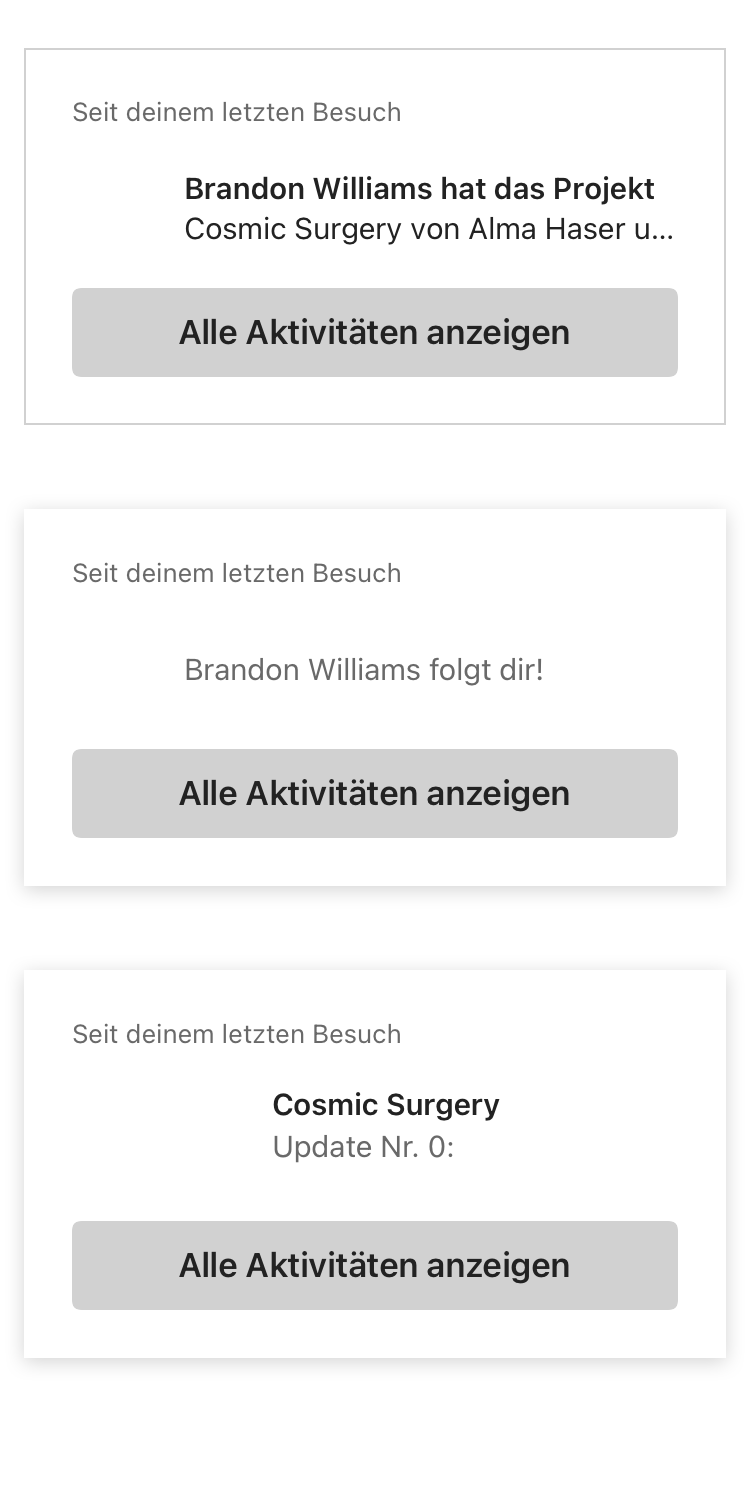 Seit deinem letzten Besuch
Brandon Williams hat das Projekt
Cosmic Surgery von Alma Haser u...
Alle Aktivitäten anzeigen
Seit deinem letzten Besuch
Brandon Williams folgt dir!
Alle Aktivitäten anzeigen
Seit deinem letzten Besuch
Cosmic Surgery
Update Nr. 0:
Alle Aktivitäten anzeigen